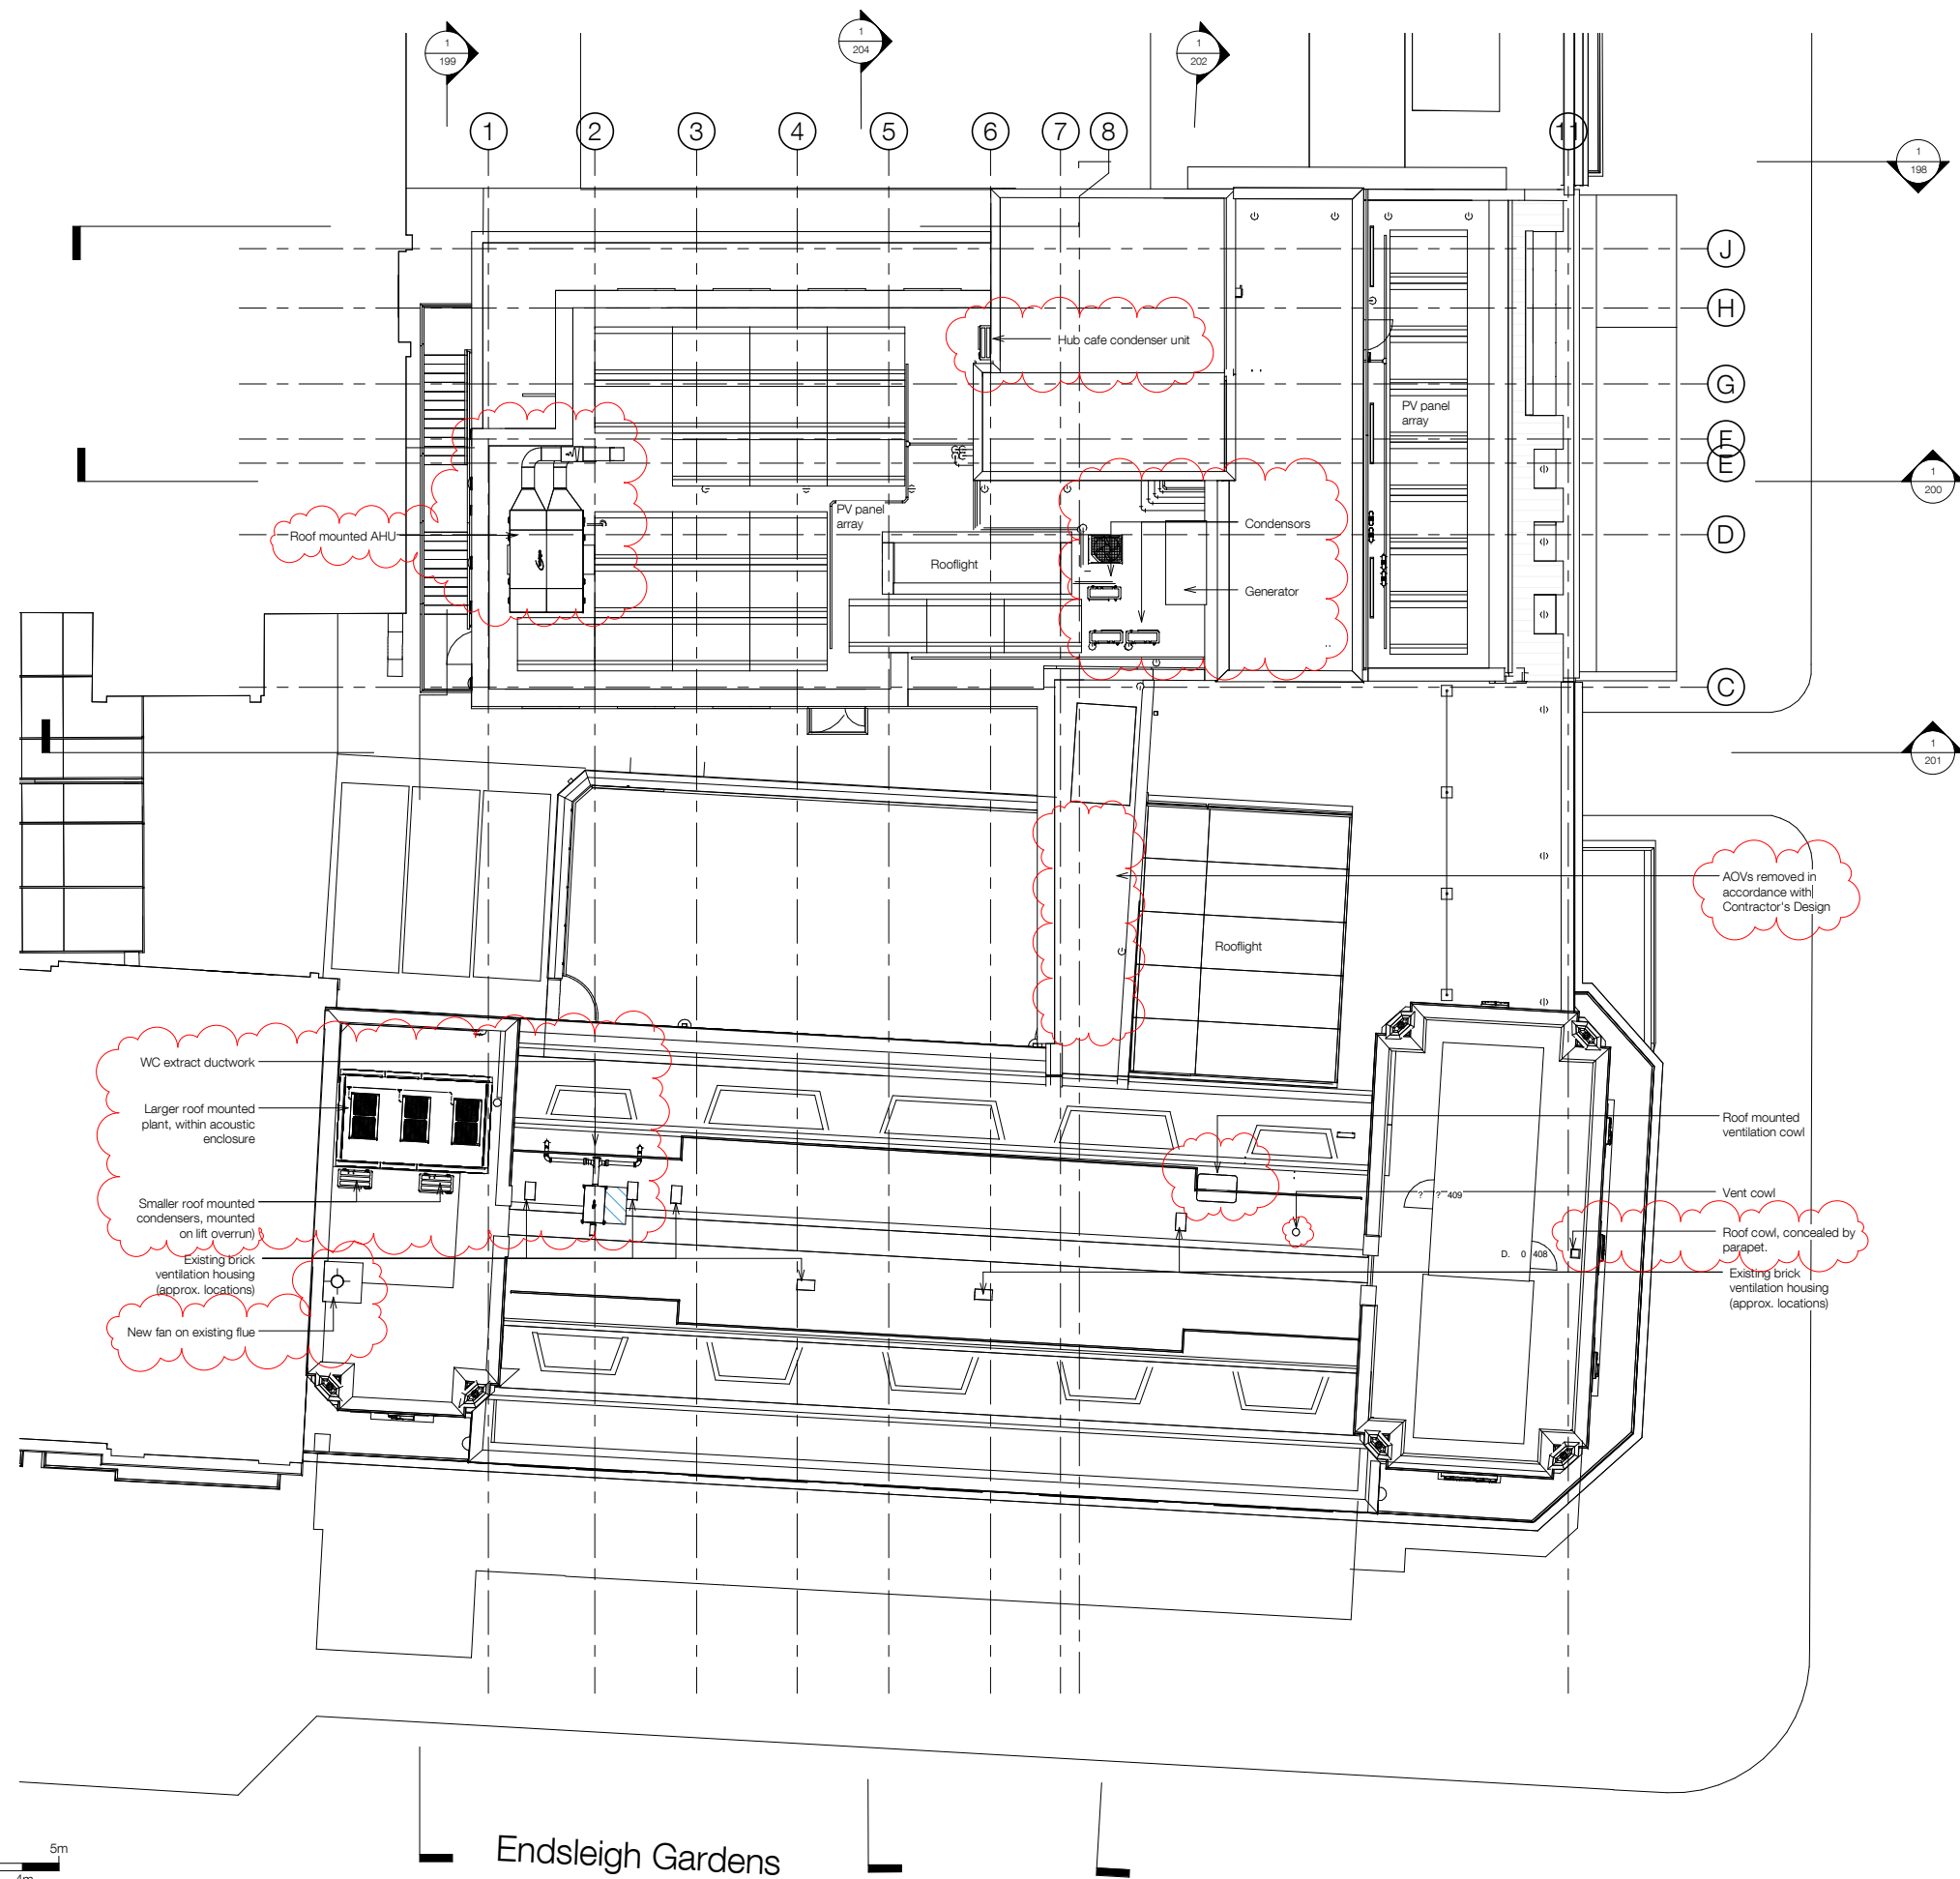 1
199
1
204
1
202
1
2
3
4
5
6
7
8
11
1
198
J
H
Hub cafe condenser unit
G
PV panel
array
F
E
1
200
PV panel
array
Condensors
D
Roof mounted AHU
Rooflight
Generator
C
1
201
AOVs removed in
accordance with
Contractor's Design
Rooflight
WC extract ductwork
Larger roof mounted
plant, within acoustic
enclosure
Roof mounted
ventilation cowl
Smaller roof mounted
condensers, mounted
on lift overrun)
? ? 409
Vent cowl
Roof cowl, concealed by
parapet.
D. 0 408
Existing brick
ventilation housing
(approx. locations)
Existing brick
ventilation housing
(approx. locations)
New fan on existing flue
Endsleigh Gardens
5m
4m